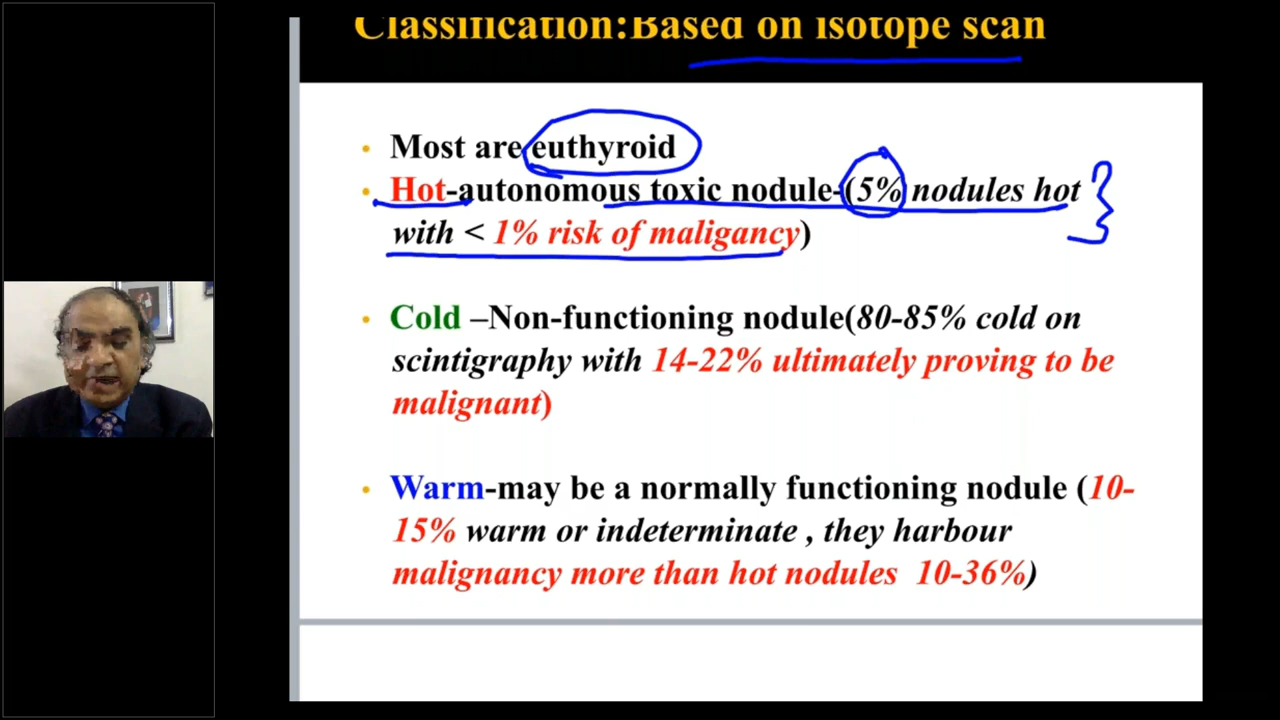 Classification:Based on isotope scan
• Most are euthyroid
• Hot-autonomous toxic nodule-(5% nodules hot
with < 1% risk of maligancy)
• Cold –Non-functioning nodule(80-85% cold on
scintigraphy with 14-22% ultimately proving to be
malignant)
• Warm-may be a normally functioning nodule (10-
15% warm or indeterminate , they harbour
malignancy more than hot nodules 10-36%)